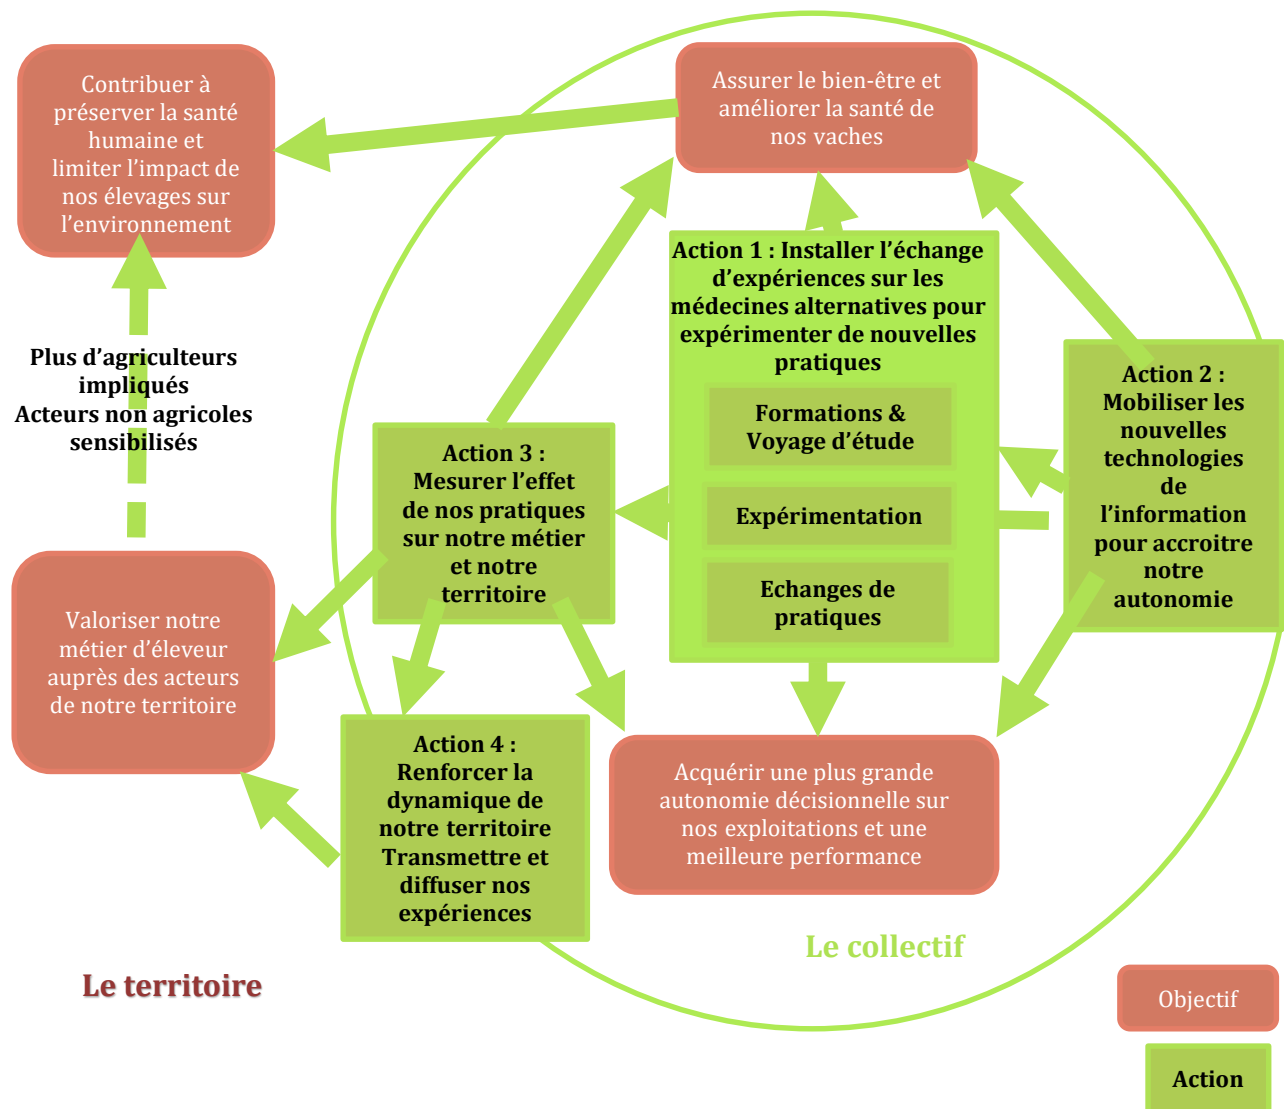 Contribuer à
préserver la santé
humaine et
limiter l’impact de
nos élevages sur
l’environnement
Assurer le bien-être et
améliorer la santé de
nos vaches
Action 1 : Installer l’échange
d’expériences sur les
médecines alternatives pour
expérimenter de nouvelles
pratiques
Formations &
Voyage d’étude
Expérimentation
Echanges de
pratiques
Action 2 :
Mobiliser les
nouvelles
technologies
de
l’information
pour accroitre
notre
autonomie
Plus d’agriculteurs
impliqués
Acteurs non agricoles
sensibilisés
Action 3 :
Mesurer l’effet
de nos pratiques
sur notre métier
et notre
territoire
Valoriser notre
métier d’éleveur
auprès des acteurs
de notre territoire
Action 4 :
Renforcer la
dynamique de
notre territoire
Transmettre et
diffuser nos
expériences
Acquérir une plus grande
autonomie décisionnelle sur
nos exploitations et une
meilleure performance
Le collectif
Le territoire
Objectif
Action